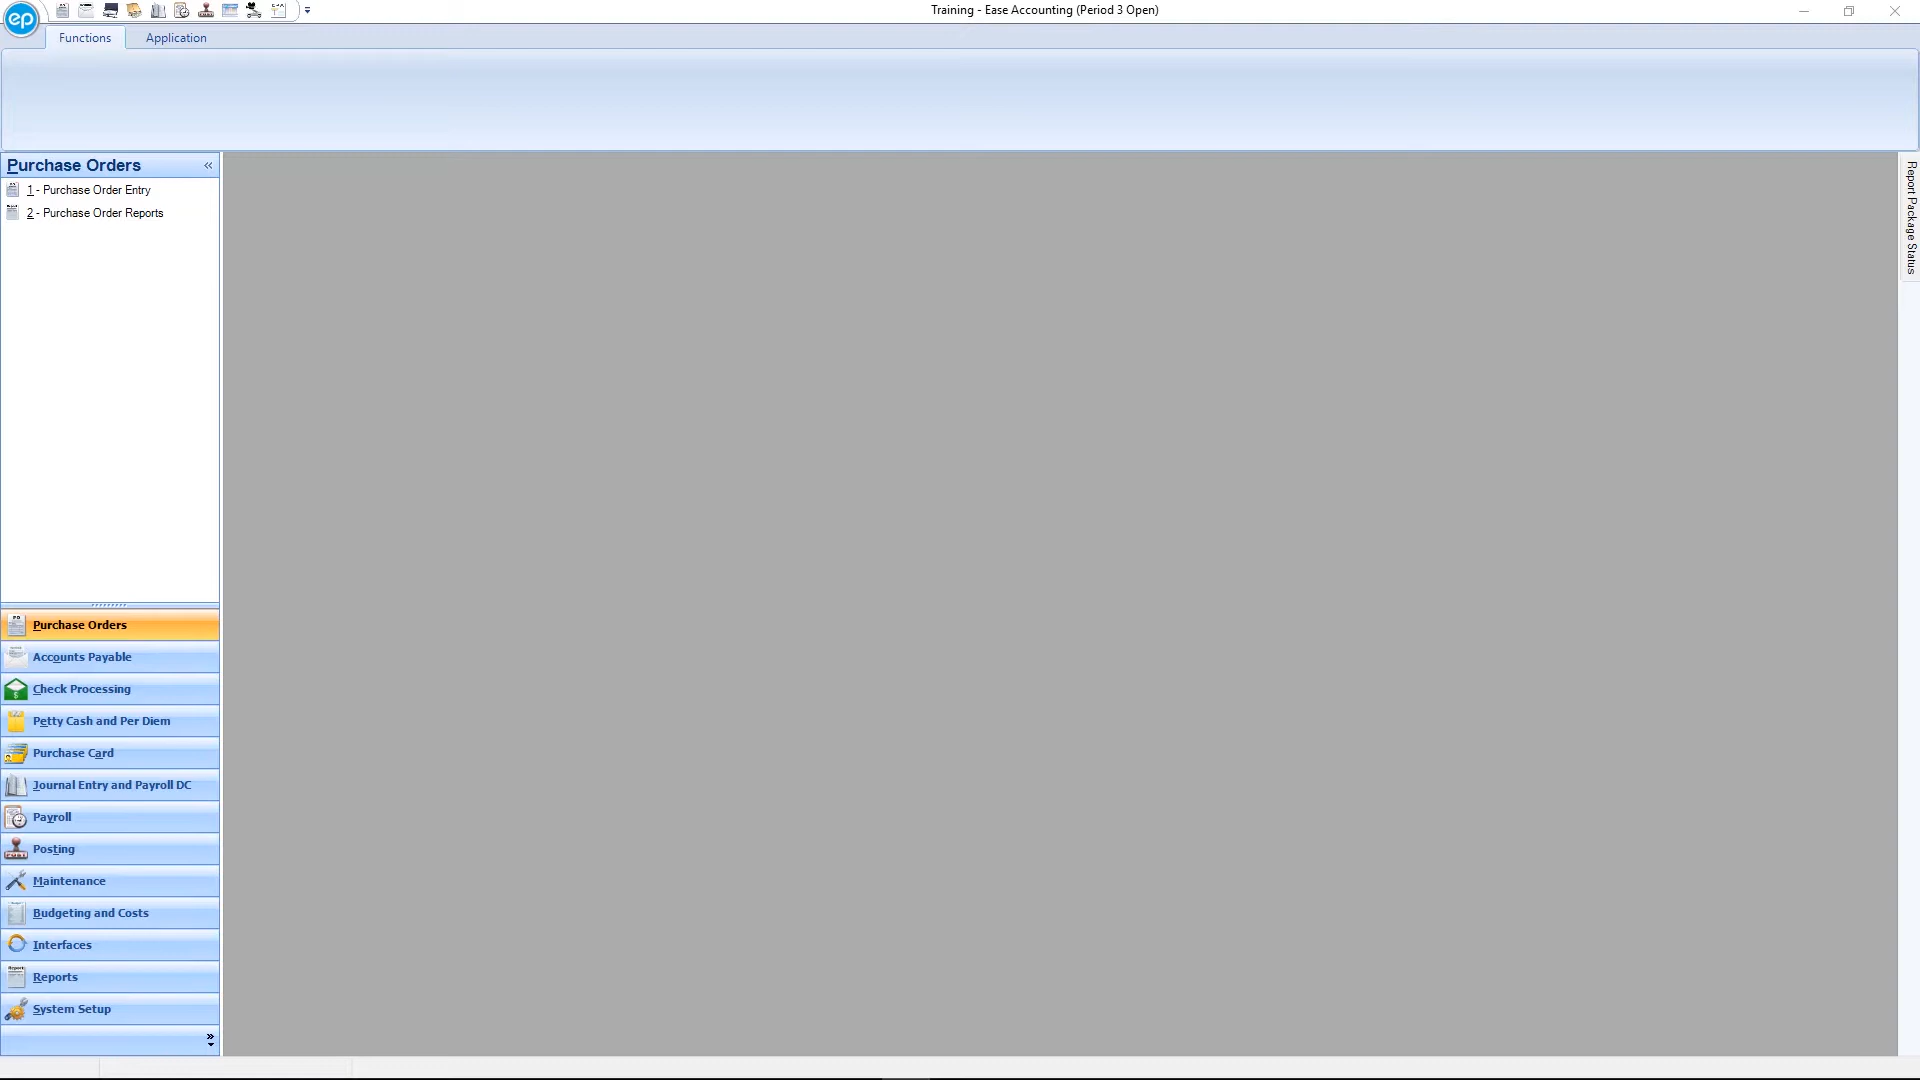 ep
Training - Ease Accounting (Period 3 Open)
Functions
Application
Purchase Orders
«
1 - Purchase Order Entry
2 - Purchase Order Reports
Report Package Status
Purchase Orders
Accounts Payable
Check Processing
Petty Cash and Per Diem
Purchase Card
Journal Entry and Payroll DC
Payroll
Posting
Maintenance
Budgeting and Costs
Interfaces
Reports
System Setup